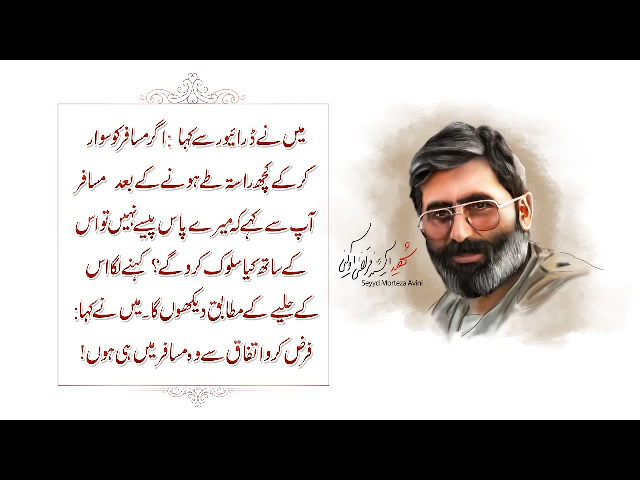 میں نے ڈرائیور سے کہا :اگر مسافر کو سوار
کر کے کچھ راستہ طے ہونے کے بعد مسافر
آپ سے کہے کہ میرے پاس پیسے نہیں تو اس
کے ساتھ کیا سلوک کرو گے؟ کہنے لگا اس
کے حلیے کے مطابق دیکھوں گا۔میں نے کہا:
فرض کرو اتفاق سے وہ مسافر میں ہی ہوں!
شهید
Seyyd.Morteza Avini